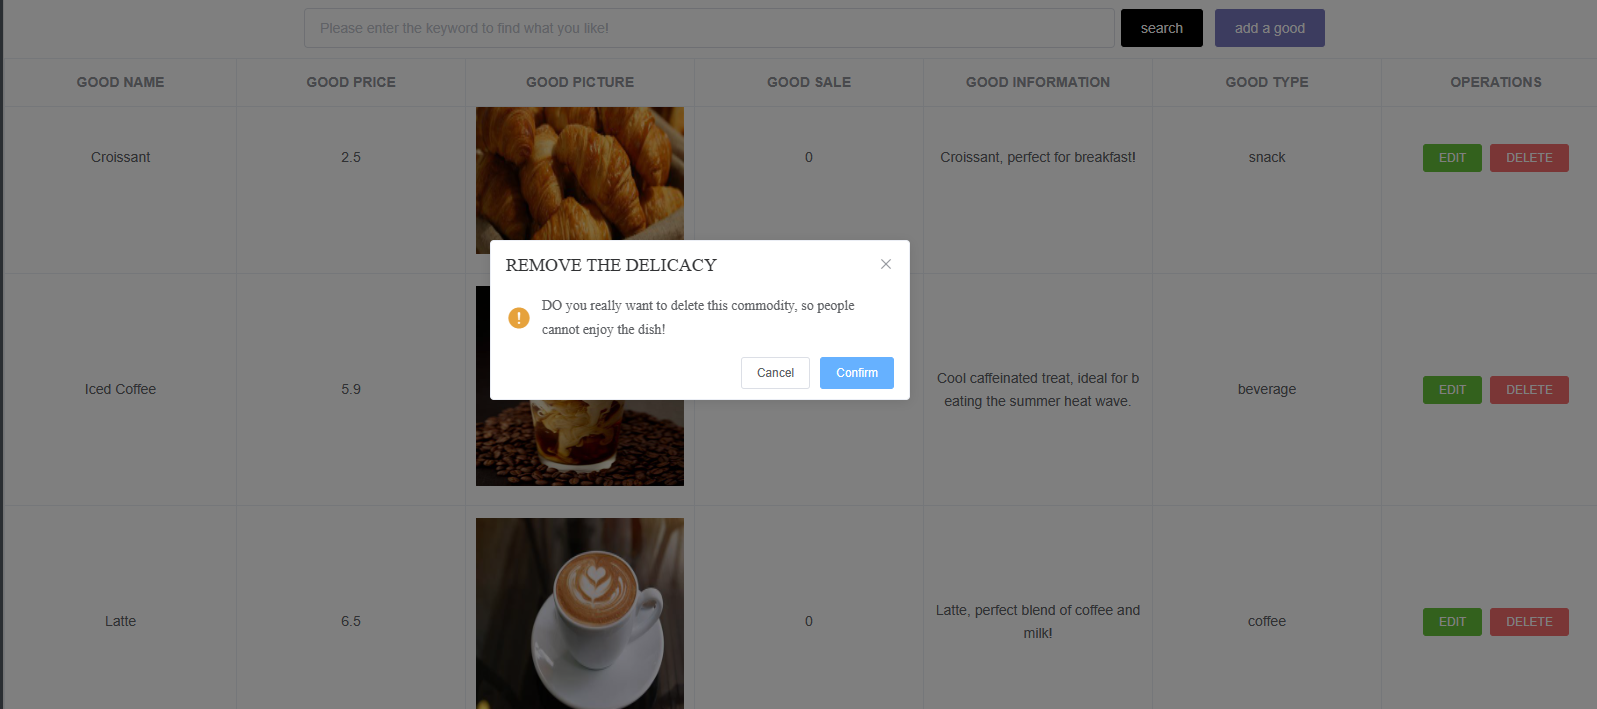 Please enter the keyword to find what you like!
search
add a good
GOOD NAME
GOOD PRICE
GOOD PICTURE
GOOD SALE
GOOD INFORMATION
GOOD TYPE
OPERATIONS
Croissant
2.5
0
Croissant, perfect for breakfast!
snack
EDIT
DELETE
REMOVE THE DELICACY
DO you really want to delete this commodity, so people
cannot enjoy the dish!
Cancel
Confirm
Iced Coffee
5.9
Cool caffeinated treat, ideal for b
eating the summer heat wave.
beverage
EDIT
DELETE
Latte
6.5
0
Latte, perfect blend of coffee and
milk!
coffee
EDIT
DELETE